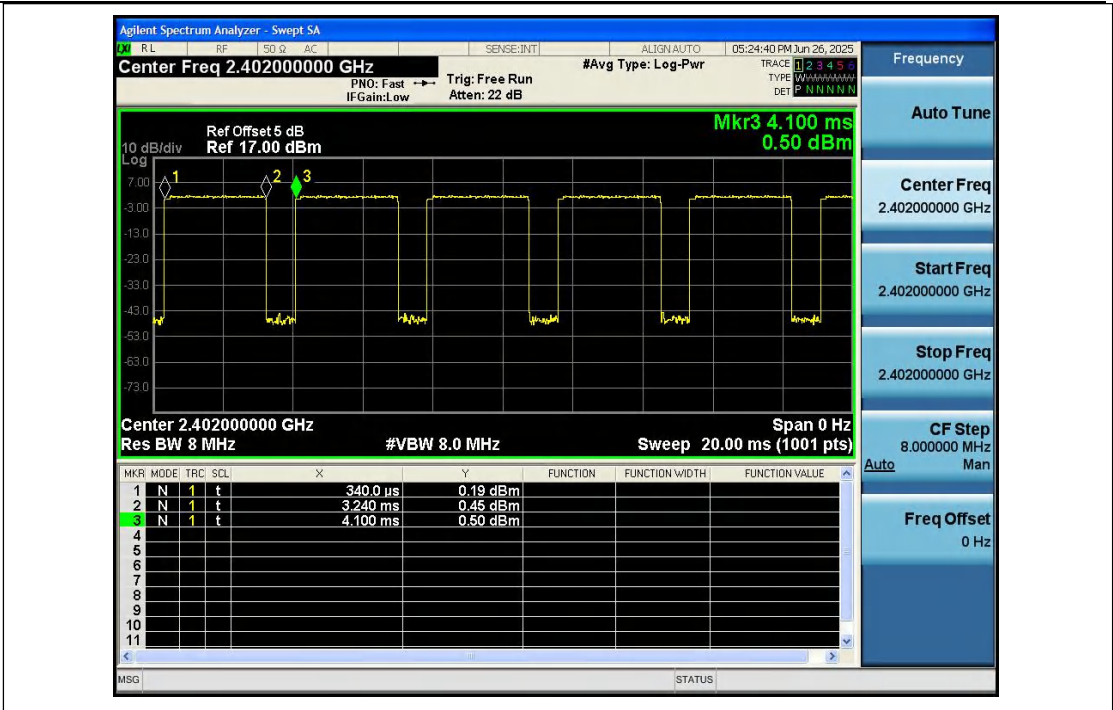 Agilent Spectrum Analyzer - Swept SA
LXI RL RF 50 Ω AC SENSE:INT ALIGN AUTO 05:24:40 PM Jun 26, 2025
Center Freq 2.402000000 GHz
PNO: Fast
IFGain:Low
Trig: Free Run
Atten: 22 dB
#Avg Type: Log-Pwr
TRACE 1 2 3 4 5 6
TYPE W
DET P N N N N N
Mkr3 4.100 ms
0.50 dBm
Ref Offset 5 dB
10 dB/div Ref 17.00 dBm
Log
1 2 3
7.00
-3.00
-13.0
-23.0
-33.0
-43.0
-53.0
-63.0
-73.0
Center 2.402000000 GHz Span 0 Hz
Res BW 8 MHz #VBW 8.0 MHz Sweep 20.00 ms (1001 pts)
MKR MODE TRC SCL X Y FUNCTION FUNCTION WIDTH FUNCTION VALUE
1 N 1 t 340.0 µs 0.19 dBm
2 N 1 t 3.240 ms 0.45 dBm
3 N 1 t 4.100 ms 0.50 dBm
4
5
6
7
8
9
10
11
MSG STATUS
Frequency
Auto Tune
Center Freq
2.402000000 GHz
Start Freq
2.402000000 GHz
Stop Freq
2.402000000 GHz
CF Step
8.000000 MHz
Auto Man
Freq Offset
0 Hz